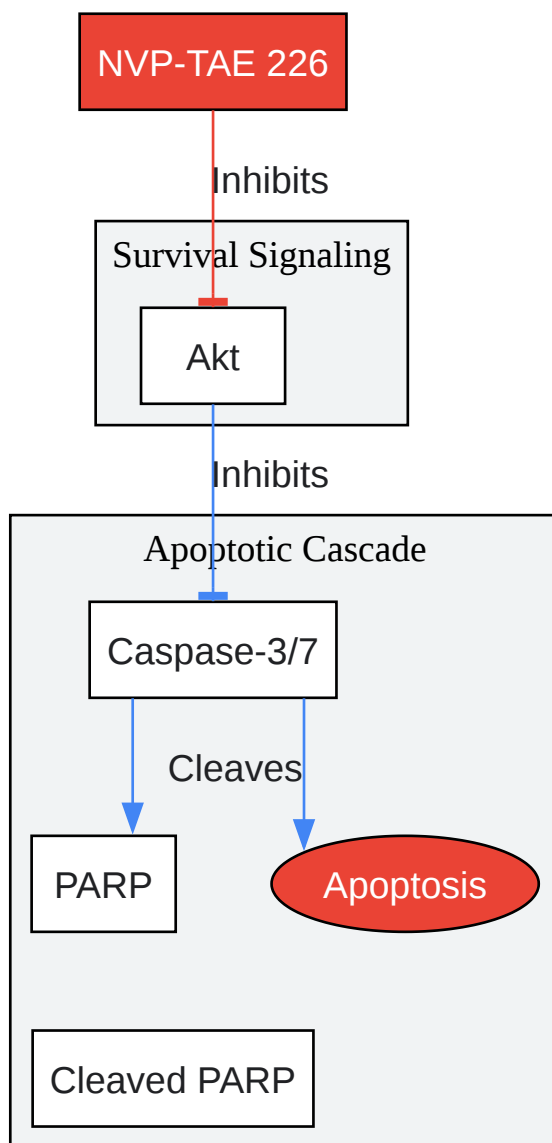 NVP-TAE 226
Inhibits
Survival Signaling
Akt
Inhibits
Apoptotic Cascade
Caspase-3/7
Cleaves
PARP
Apoptosis
Cleaved PARP